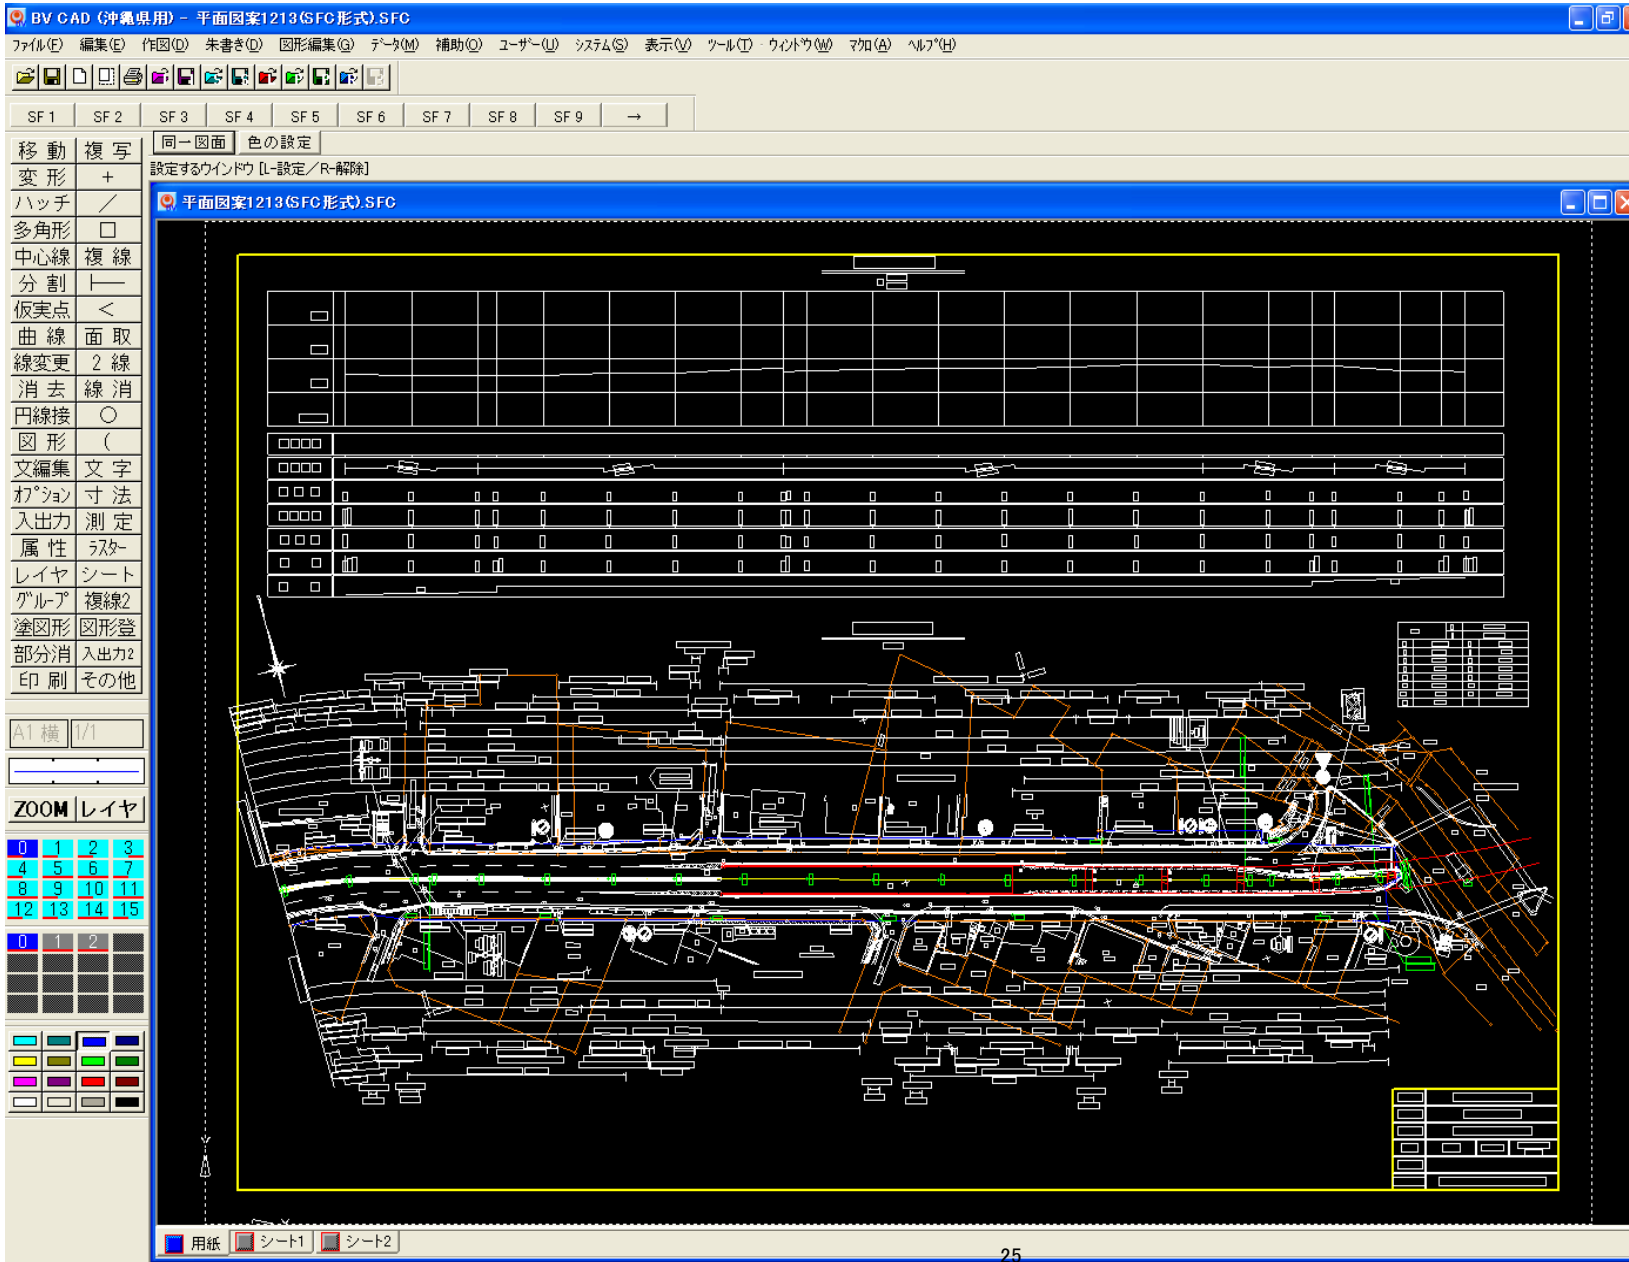 BV CAD (沖縄県用) - 平面図案1213(SFC形式).SFC
ファイル(F) 編集(E) 作図(D) 朱書き(D) 図形編集(G) データ(M) 補助(O) ユーザー(U) システム(S) 表示(V) ツール(T) ウィンドウ(W) マクロ(A) ヘルプ(H)
SF 1 SF 2 SF 3 SF 4 SF 5 SF 6 SF 7 SF 8 SF 9 →
同一図面 色の設定
設定するウインドウ [L-設定/R-解除]
平面図案1213(SFC形式).SFC
移 動 複 写
変 形 +
ハッチ /
多角形 □
中心線 複 線
分 割 ├─
仮実点 <
曲 線 面 取
線変更 2 線
消 去 線 消
円線接 ○
図 形 (
文編集 文 字
オプション 寸 法
入出力 測 定
属 性 ラスター
レイヤ シート
グループ 複線2
塗図形 図形登
部分消 入出力2
印 刷 その他
A1 横 1/1
ZOOM レイヤ
0 1 2 3
4 5 6 7
8 9 10 11
12 13 14 15
0 1 2
用紙 シート1 シート2
25